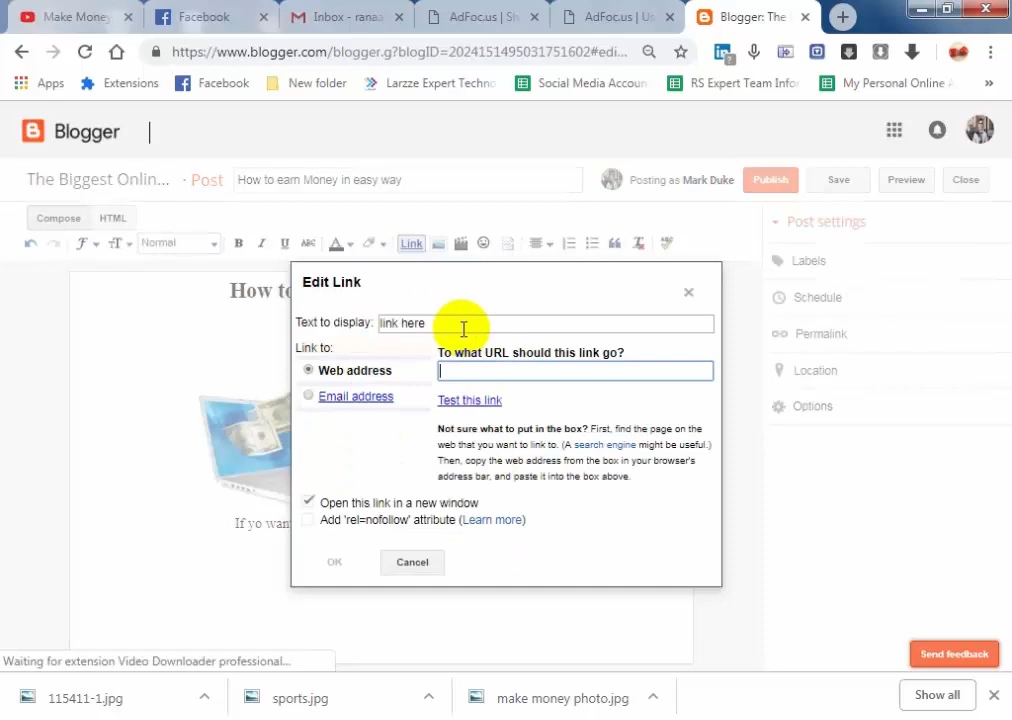 Make Money
Facebook
Inbox - ranaa
AdFoc.us | Sh
AdFoc.us | Us
Blogger: The
https://www.blogger.com/blogger.g?blogID=2024151495031751602#edi...
Apps
Extensions
Facebook
New folder
Larzze Expert Techno
Social Media Accoun
RS Expert Team Infor
My Personal Online A
»
Blogger
The Biggest Onlin... · Post
How to earn Money in easy way
Posting as Mark Duke
Publish
Save
Preview
Close
Compose
HTML
Normal
B I U ABC A Link
Post settings
Labels
Schedule
Permalink
Location
Options
How to
If yo wan
Edit Link
Text to display: link here
Link to:
Web address
Email address
To what URL should this link go?
Test this link
Not sure what to put in the box? First, find the page on the
web that you want to link to. (A search engine might be useful.)
Then, copy the web address from the box in your browser's
address bar, and paste it into the box above.
Open this link in a new window
Add 'rel=nofollow' attribute (Learn more)
OK
Cancel
Send feedback
Waiting for extension Video Downloader professional...
115411-1.jpg
sports.jpg
make money photo.jpg
Show all